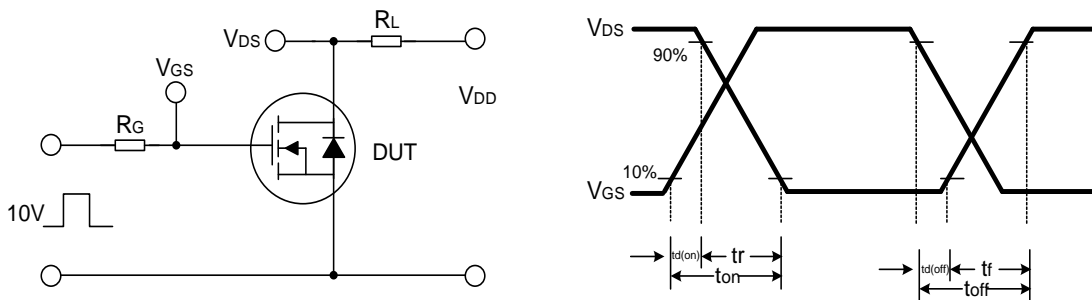 VDS
RL
VGS
VDD
RG
DUT
10V
VDS
90%
10%
VGS
td(on)
tr
ton
td(off)
tf
toff